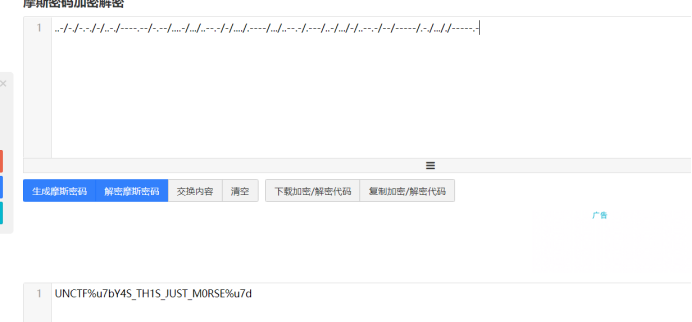 摩斯密码加密解密
1 ..-/-./-.-./-/..-./----.--/-.--/....-/.../..--.-/-/..../.----/.../..--.-/.---/..-/.../-/..--.-/--/-----/.-./..././-----.-
生成摩斯密码 解密摩斯密码 交换内容 清空 下载加密/解密代码 复制加密/解密代码
广告
1 UNCTF%u7bY4S_TH1S_JUST_M0RSE%u7d